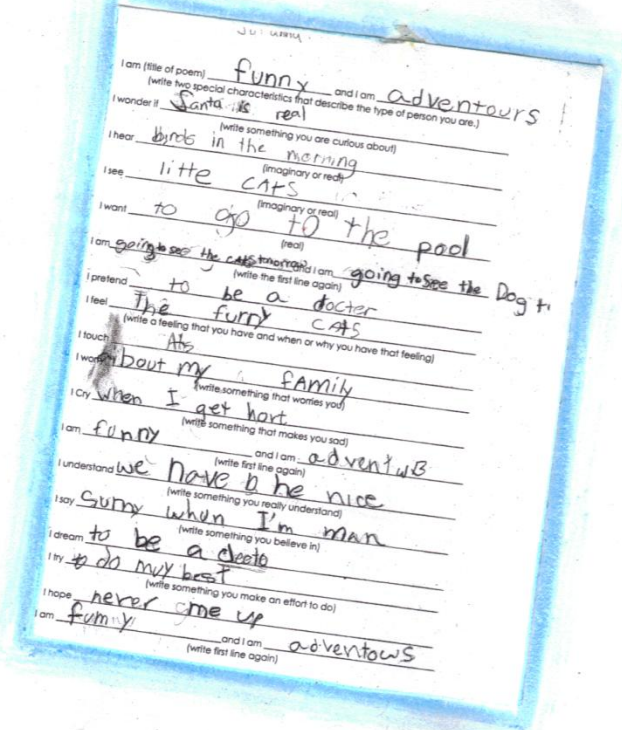 I am (title of poem) funny and I am adventours
(write two special characteristics that describe the type of person you are.)
I wonder if Santa is real
(write something you are curious about)
I hear birds in the morning
(imaginary or real)
I see litte CAtS
(imaginary or real)
I want to go to the pool
(real)
I am going to see the cats tomorrow and I am going to See the Dog
(write the first line again)
I pretend to be a docter
I feel The furry CAtS
(write a feeling that you have and when or why you have that feeling)
I touch
I worry bout my fAMily
(write something that worries you)
I Cry when I get hort
(write something that makes you sad)
I am funny and I am
(write first line again)
I understand we have he nice
(write something you really understand)
I say whun I'm MAN
(write something you believe in)
I dream to be a
I try to do muy best
(write something you make an effort to do)
I hope never up
I am fumny and I am adventows
(write first line again)